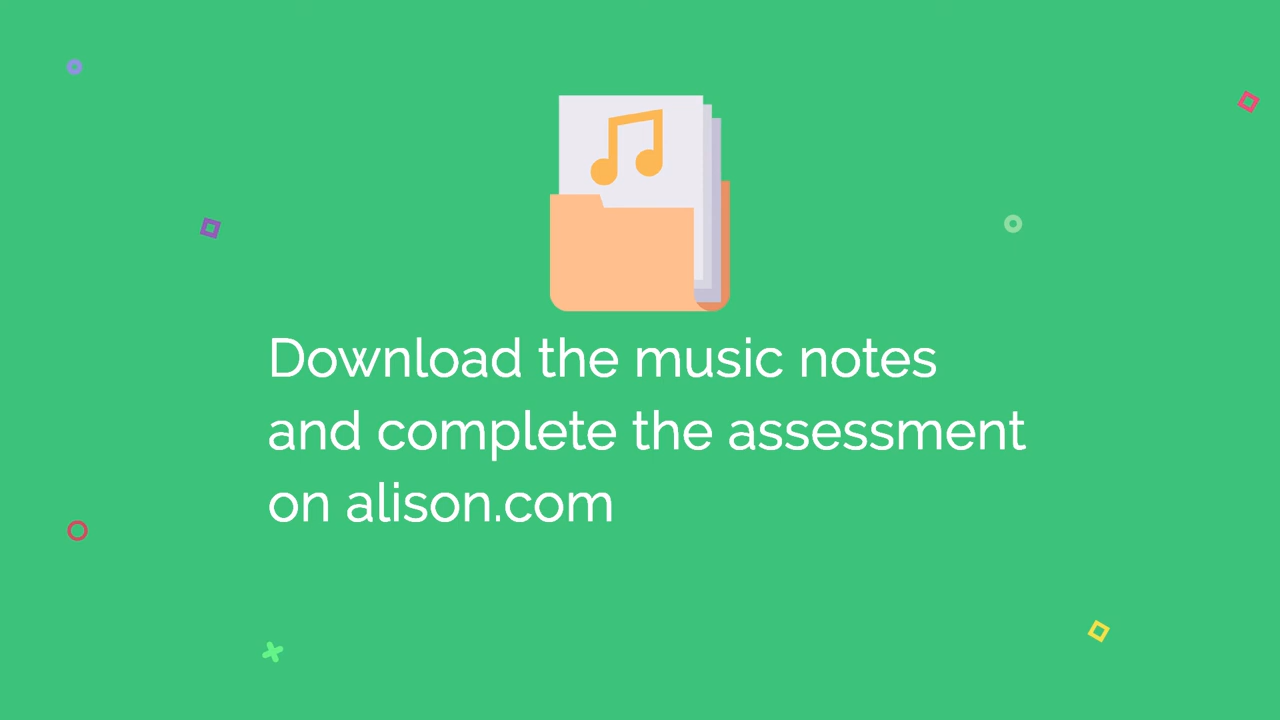 Download the music notes
and complete the assessment
on alison.com